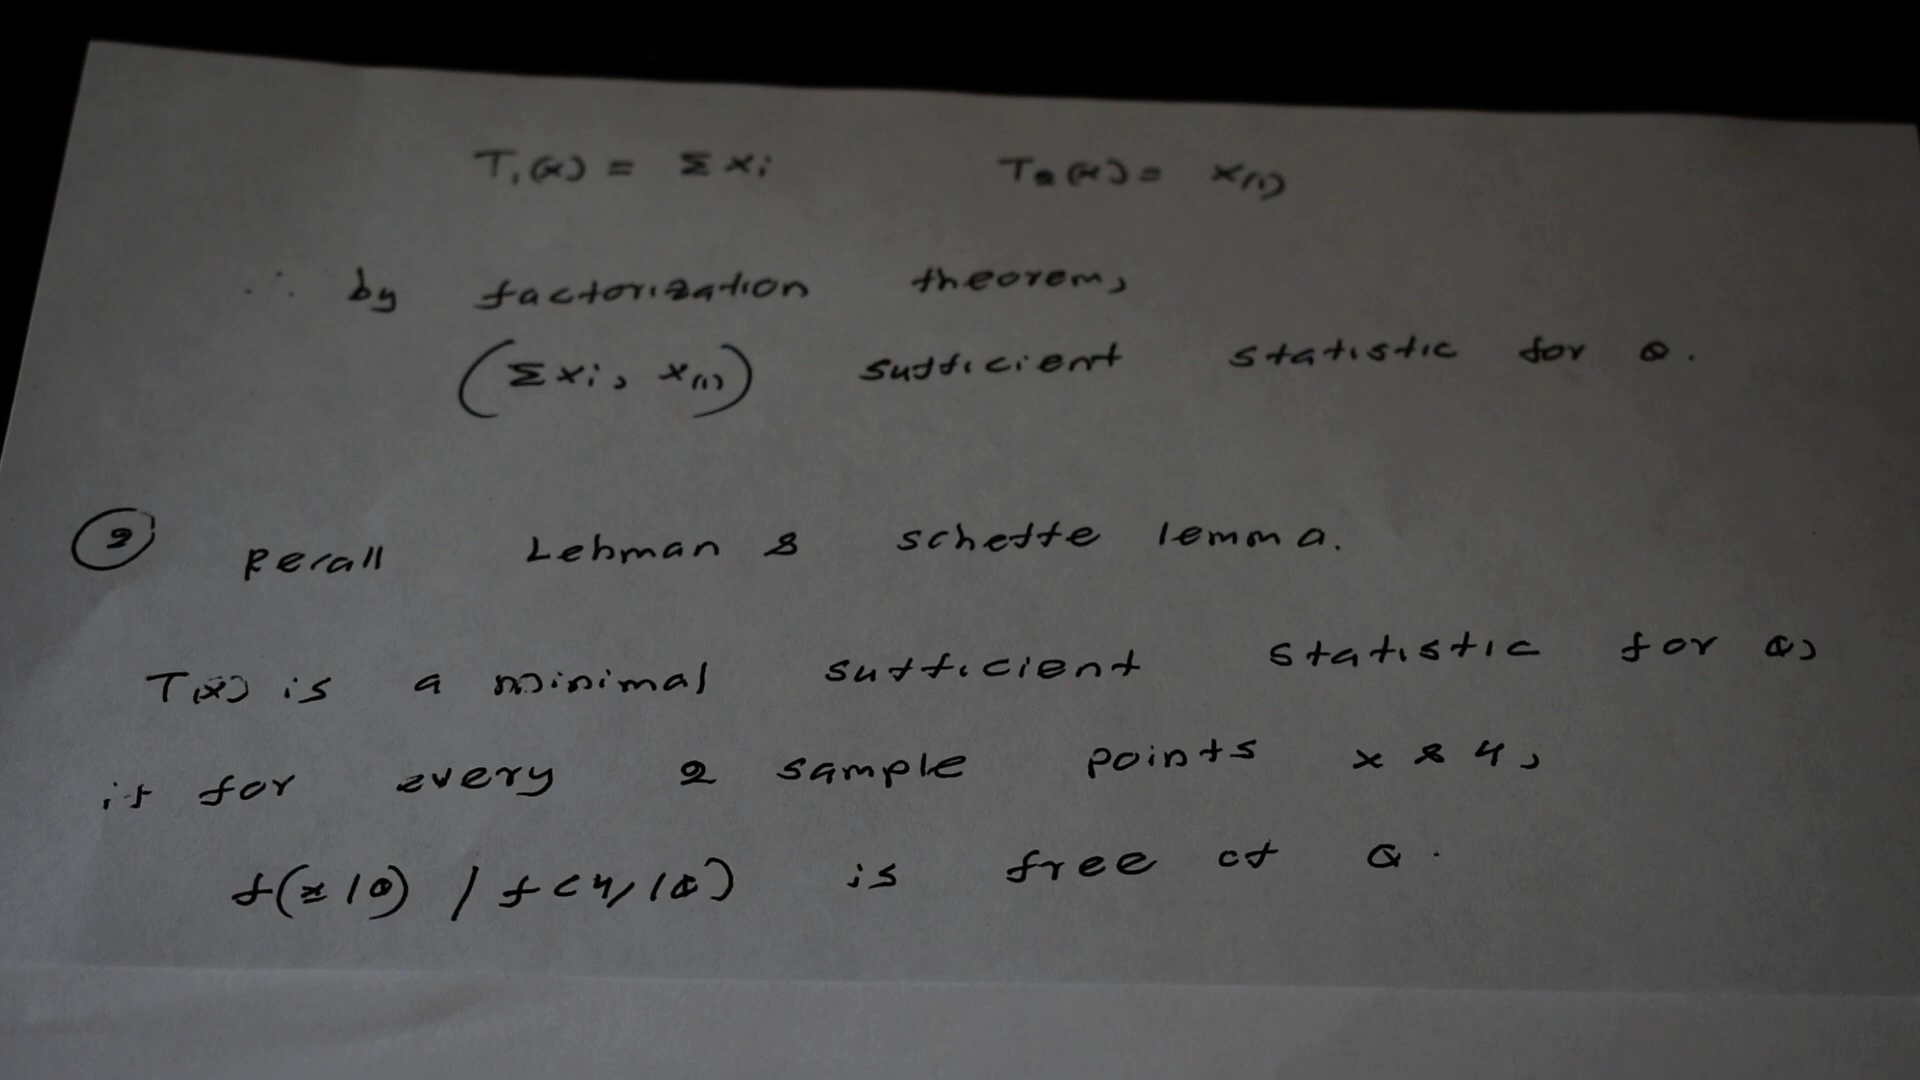 T₁(x) = Σxi T₂(x) = x(1)
∴ by factorization theorem,
(Σxi, x(1)) sufficient statistic for θ.
② Recall Lehman & scheffe lemma.
T(x) is a minimal sufficient statistic for θ,
if for every 2 sample points x & y,
f(x|θ) / f(y|θ) is free of θ.